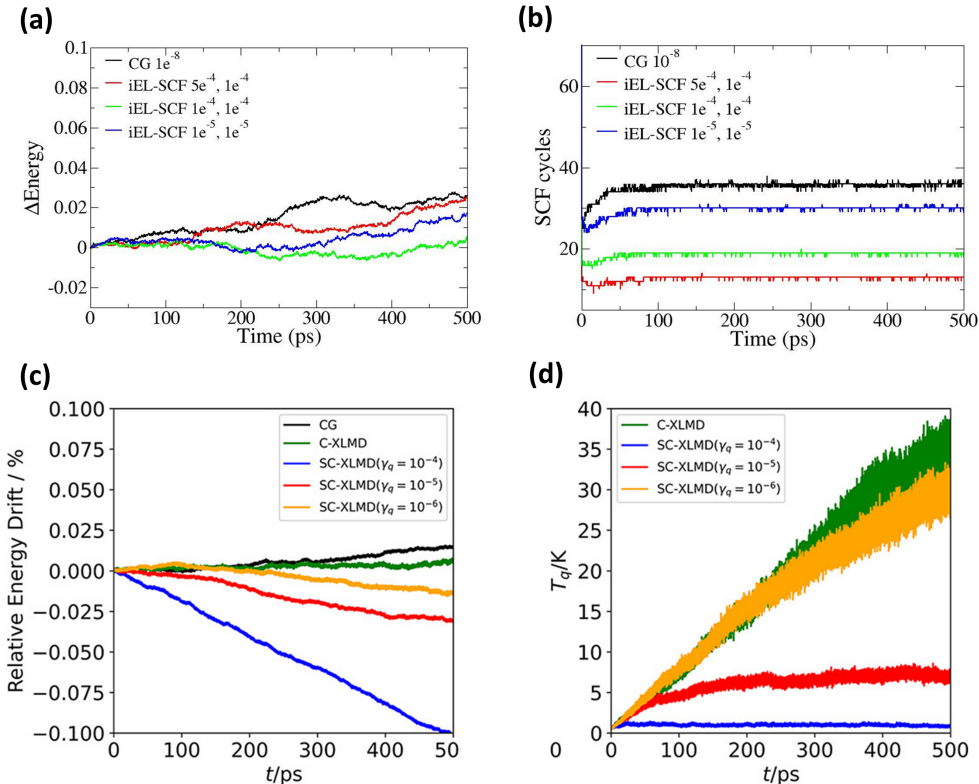 (a)
0.1
0.08
0.06
0.04
0.02
0
-0.02
ΔEnergy
CG 1e⁻⁸
iEL-SCF 5e⁻⁴, 1e⁻⁴
iEL-SCF 1e⁻⁴, 1e⁻⁴
iEL-SCF 1e⁻⁵, 1e⁻⁵
0 100 200 300 400 500
Time (ps)
(b)
60
40
20
SCF cycles
CG 10⁻⁸
iEL-SCF 5e⁻⁴, 1e⁻⁴
iEL-SCF 1e⁻⁴, 1e⁻⁴
iEL-SCF 1e⁻⁵, 1e⁻⁵
0 100 200 300 400 500
Time (ps)
(c)
0.100
0.075
0.050
0.025
0.000
−0.025
−0.050
−0.075
−0.100
Relative Energy Drift / %
CG
C-XLMD
SC-XLMD(γq = 10⁻⁴)
SC-XLMD(γq = 10⁻⁵)
SC-XLMD(γq = 10⁻⁶)
0 100 200 300 400 50
t/ps
0
(d)
40
35
30
25
20
15
10
5
0
Tq/K
C-XLMD
SC-XLMD(γq = 10⁻⁴)
SC-XLMD(γq = 10⁻⁵)
SC-XLMD(γq = 10⁻⁶)
0 100 200 300 400 500
t/ps